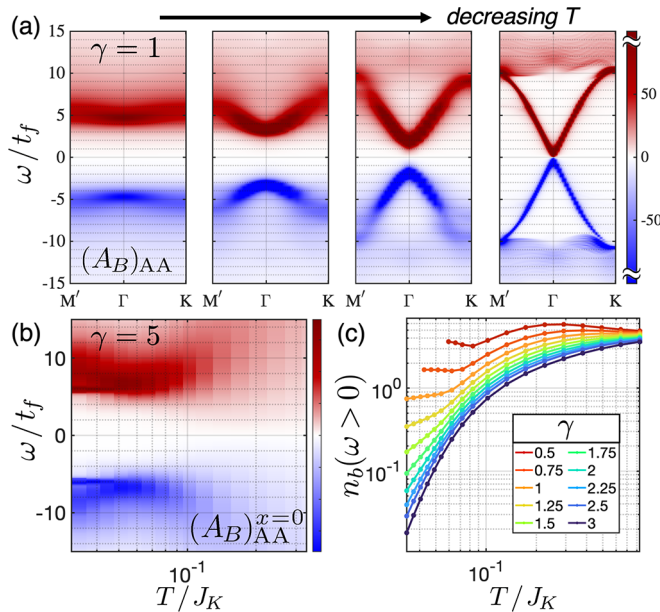 (a) decreasing T
γ = 1
ω/t_f
15
10
5
0
-5
-10
-15
(A_B)_AA
50
0
-50
M′ Γ K M′ Γ K M′ Γ K M′ Γ K
(b) γ = 5
ω/t_f
10
0
-10
(A_B)_AA^{x=0}
10^{-1}
T/J_K
(c)
n_b(ω > 0)
10^0
10^{-1}
γ
0.5 1.75
0.75 2
1 2.25
1.25 2.5
1.5 3
10^{-1}
T/J_K